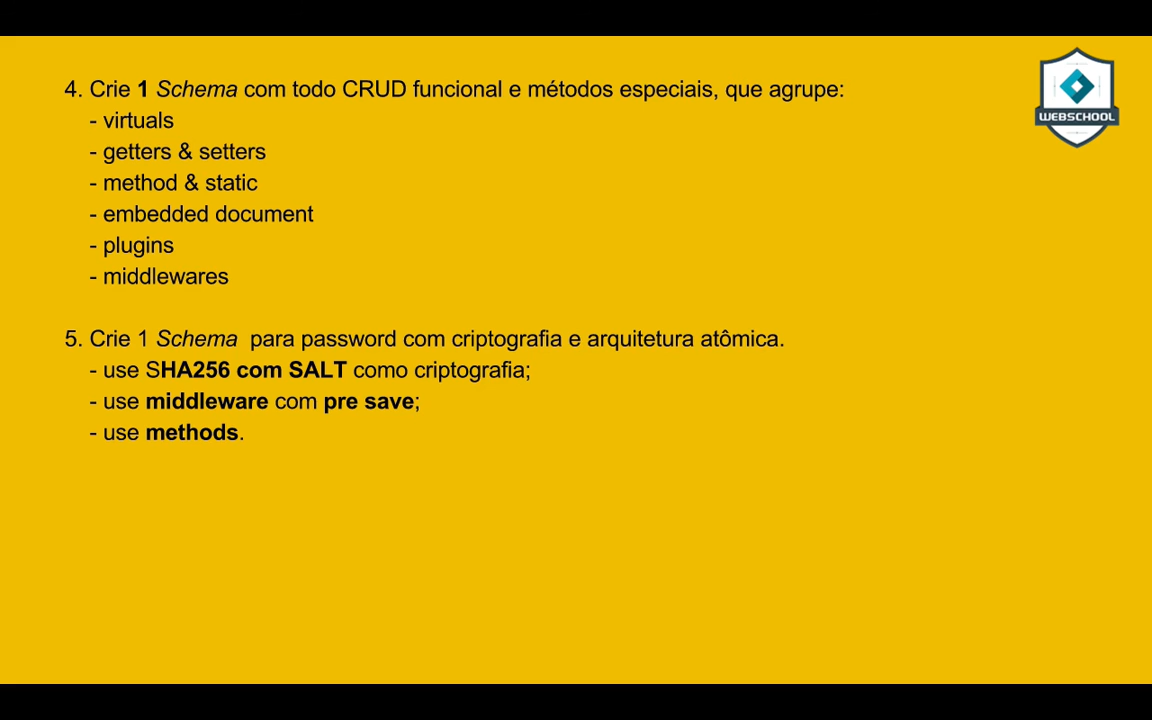 4. Crie 1 Schema com todo CRUD funcional e métodos especiais, que agrupe:
- virtuals
- getters & setters
- method & static
- embedded document
- plugins
- middlewares
5. Crie 1 Schema para password com criptografia e arquitetura atômica.
- use SHA256 com SALT como criptografia;
- use middleware com pre save;
- use methods.
WEBSCHOOL